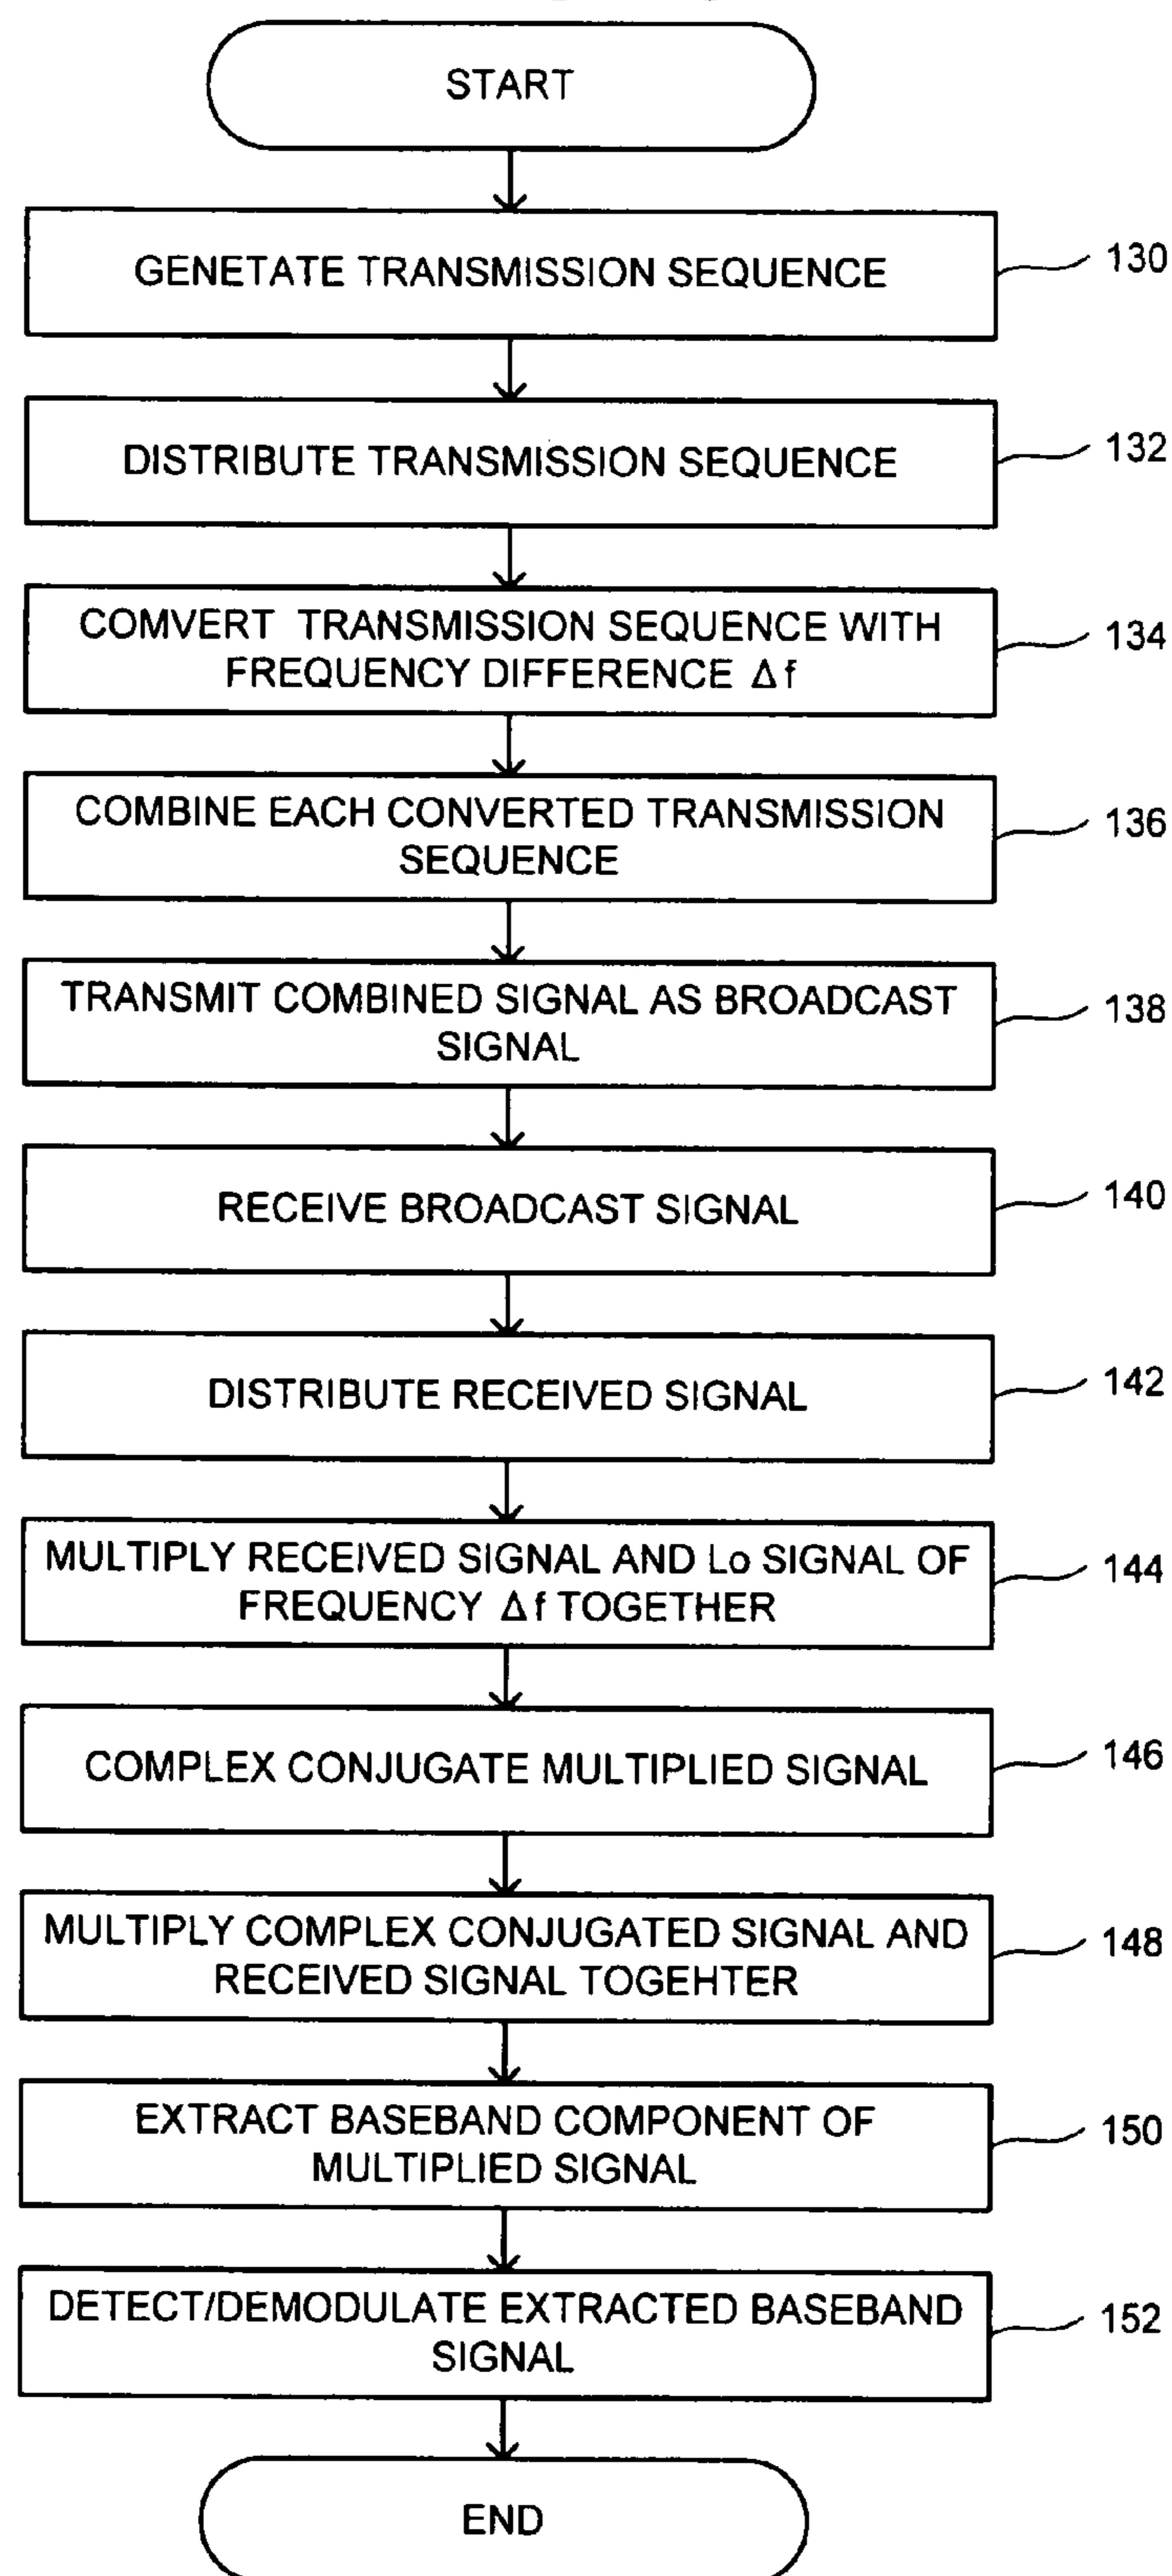 START
GENETATE TRANSMISSION SEQUENCE
130
DISTRIBUTE TRANSMISSION SEQUENCE
132
COMVERT TRANSMISSION SEQUENCE WITH
FREQUENCY DIFFERENCE Δf
134
COMBINE EACH CONVERTED TRANSMISSION
SEQUENCE
136
TRANSMIT COMBINED SIGNAL AS BROADCAST
SIGNAL
138
RECEIVE BROADCAST SIGNAL
140
DISTRIBUTE RECEIVED SIGNAL
142
MULTIPLY RECEIVED SIGNAL AND Lo SIGNAL OF
FREQUENCY Δf TOGETHER
144
COMPLEX CONJUGATE MULTIPLIED SIGNAL
146
MULTIPLY COMPLEX CONJUGATED SIGNAL AND
RECEIVED SIGNAL TOGEHTER
148
EXTRACT BASEBAND COMPONENT OF
MULTIPLIED SIGNAL
150
DETECT/DEMODULATE EXTRACTED BASEBAND
SIGNAL
152
END